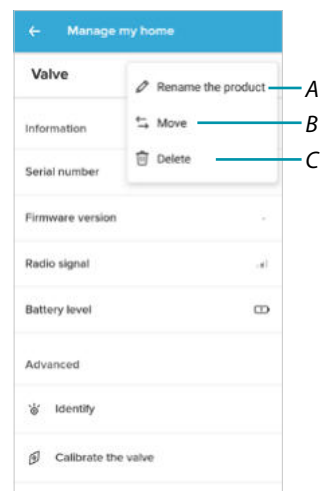 Manage my home
Valve
Rename the product A
Move B
Delete C
Information
Serial number
Firmware version -
Radio signal
Battery level
Advanced
Identify
Calibrate the valve